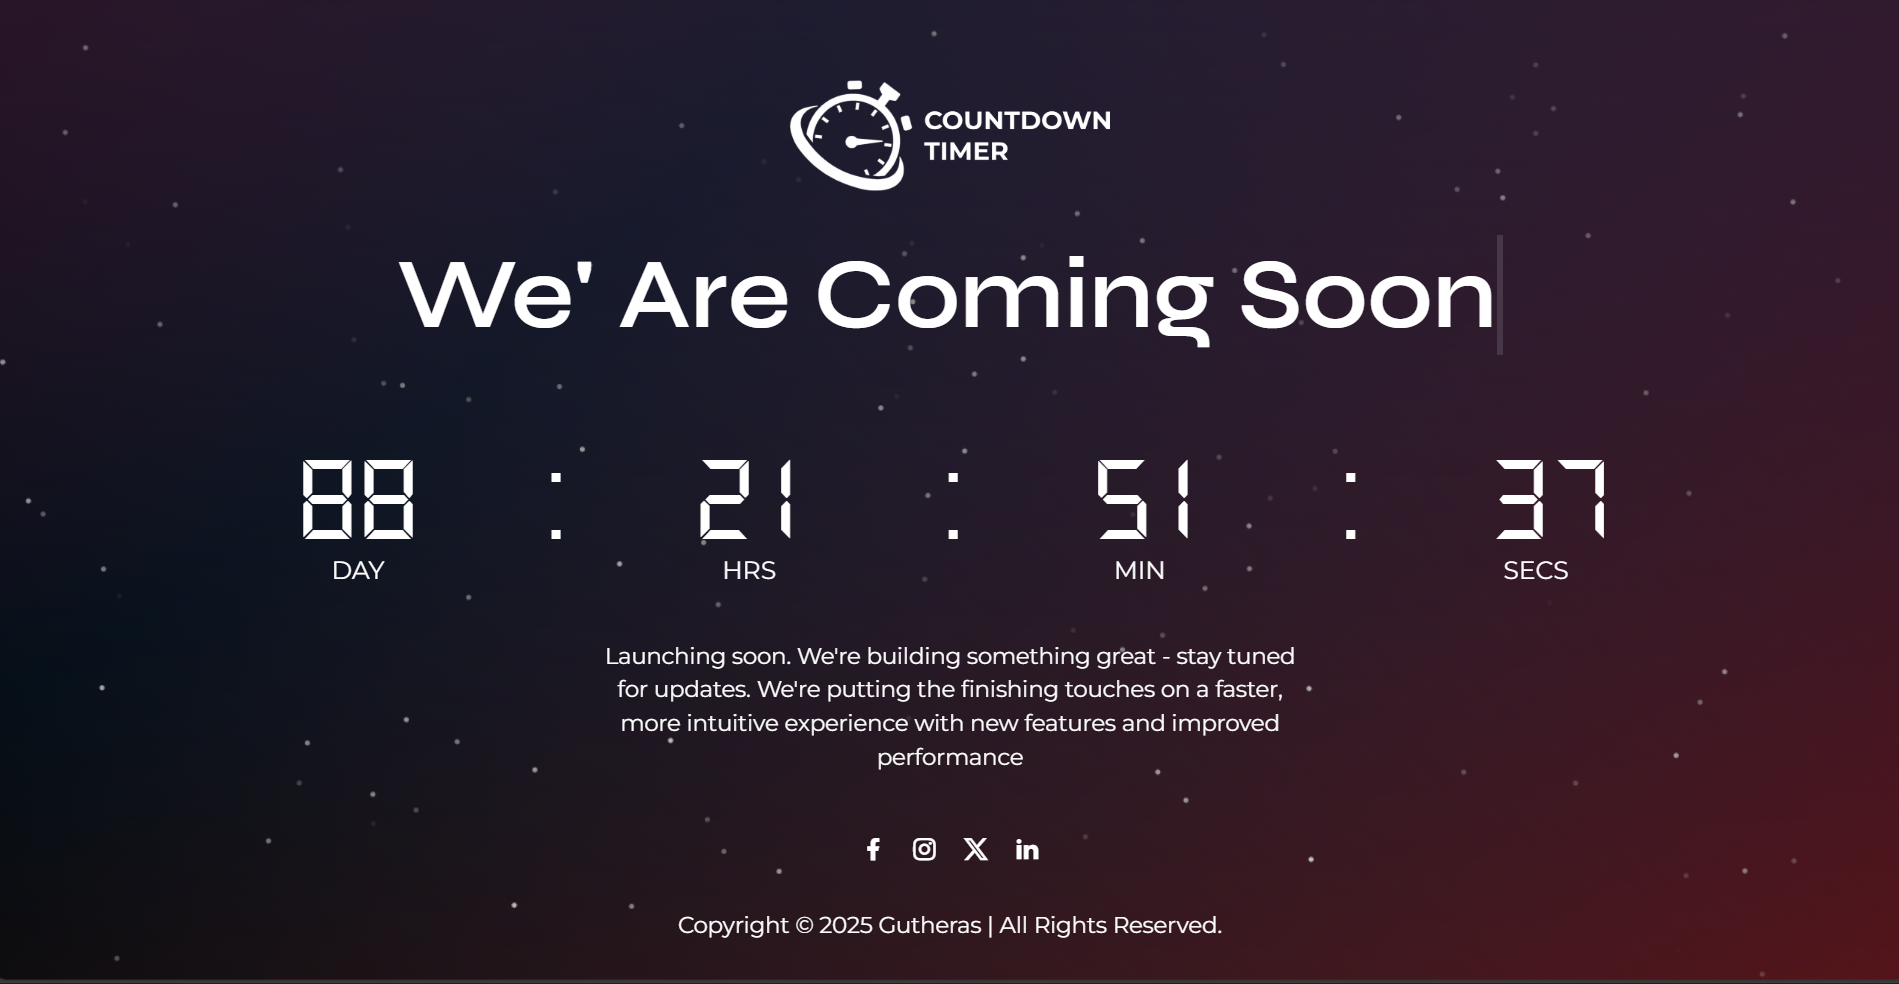 COUNTDOWN
TIMER
We' Are Coming Soon
88 : 21 : 51 : 37
DAY HRS MIN SECS
Launching soon. We're building something great - stay tuned
for updates. We're putting the finishing touches on a faster,
more intuitive experience with new features and improved
performance
Copyright © 2025 Gutheras | All Rights Reserved.